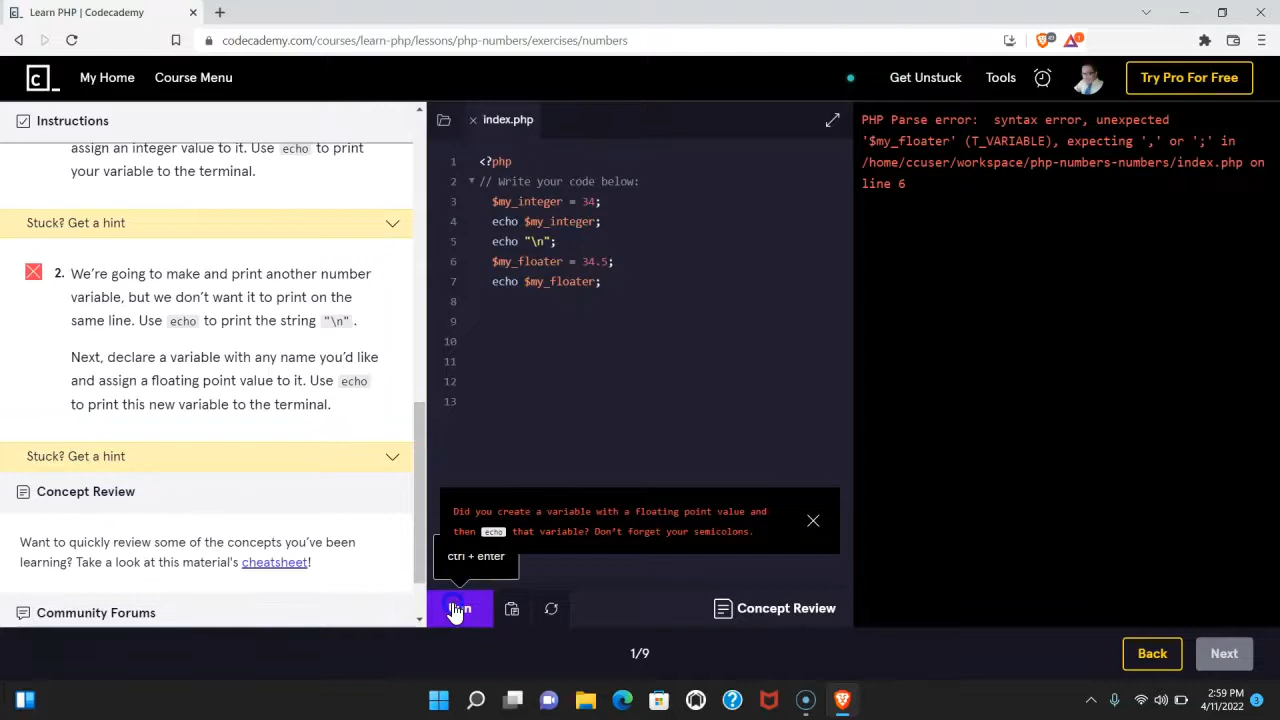 Learn PHP | Codecademy
codecademy.com/courses/learn-php/lessons/php-numbers/exercises/numbers
My Home
Course Menu
Get Unstuck
Tools
Try Pro For Free
Instructions
assign an integer value to it. Use echo to print
your variable to the terminal.
Stuck? Get a hint
2. We're going to make and print another number
variable, but we don't want it to print on the
same line. Use echo to print the string "\n".
Next, declare a variable with any name you'd like
and assign a floating point value to it. Use echo
to print this new variable to the terminal.
Stuck? Get a hint
Concept Review
Want to quickly review some of the concepts you've been
learning? Take a look at this material's cheatsheet!
Community Forums
index.php
1 <?php
2 // Write your code below:
3 $my_integer = 34;
4 echo $my_integer;
5 echo "\n";
6 $my_floater = 34.5;
7 echo $my_floater;
8
9
10
11
12
13
Did you create a variable with a floating point value and
then echo that variable? Don't forget your semicolons.
ctrl + enter
Concept Review
PHP Parse error:  syntax error, unexpected
'$my_floater' (T_VARIABLE), expecting ',' or ';' in
/home/ccuser/workspace/php-numbers-numbers/index.php on
line 6
1/9
Back
Next
2:59 PM
4/11/2022